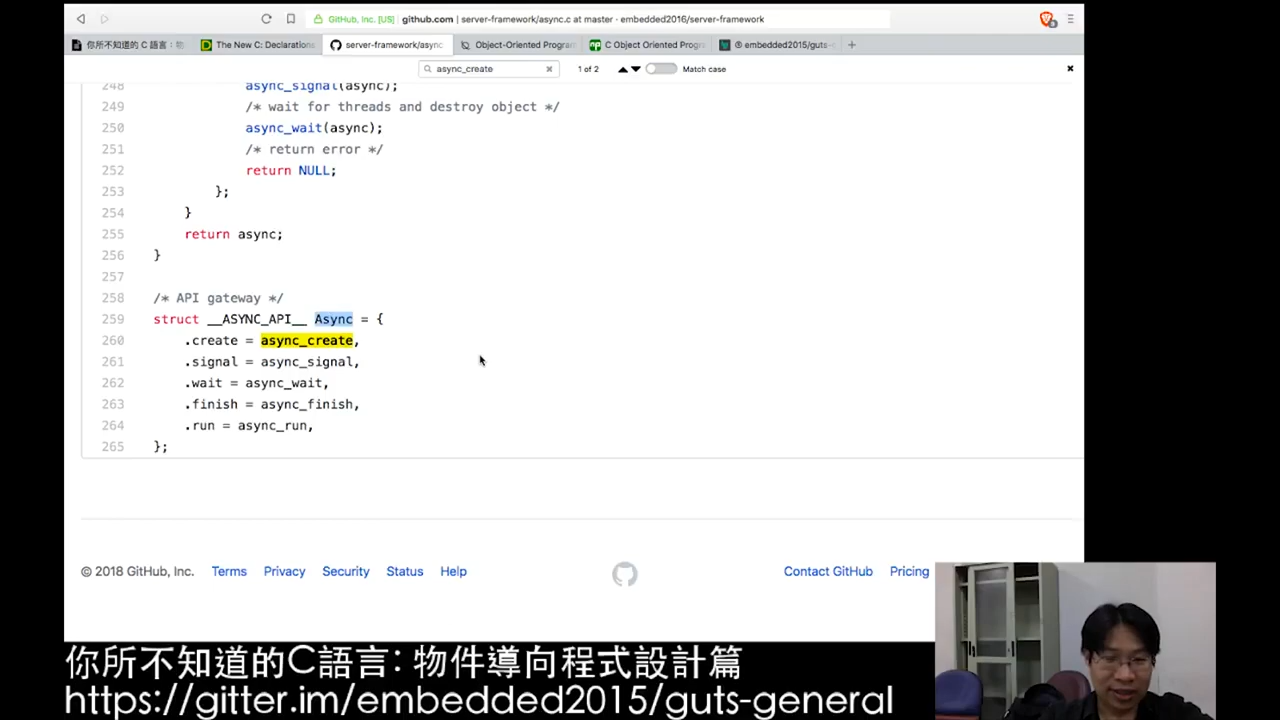 GitHub, Inc. [US] github.com | server-framework/async.c at master · embedded2016/server-framework
你所不知道的 C 語言: 物
The New C: Declarations
server-framework/async
Object-Oriented Progra
C Object Oriented Progr
embedded2015/guts-
async_create
1 of 2
Match case
248 async_signal(async);
249 /* wait for threads and destroy object */
250 async_wait(async);
251 /* return error */
252 return NULL;
253 };
254 }
255 return async;
256 }
257
258 /* API gateway */
259 struct __ASYNC_API__ Async = {
260 .create = async_create,
261 .signal = async_signal,
262 .wait = async_wait,
263 .finish = async_finish,
264 .run = async_run,
265 };
© 2018 GitHub, Inc. Terms Privacy Security Status Help Contact GitHub Pricing
你所不知道的C語言: 物件導向程式設計篇
https://gitter.im/embedded2015/guts-general